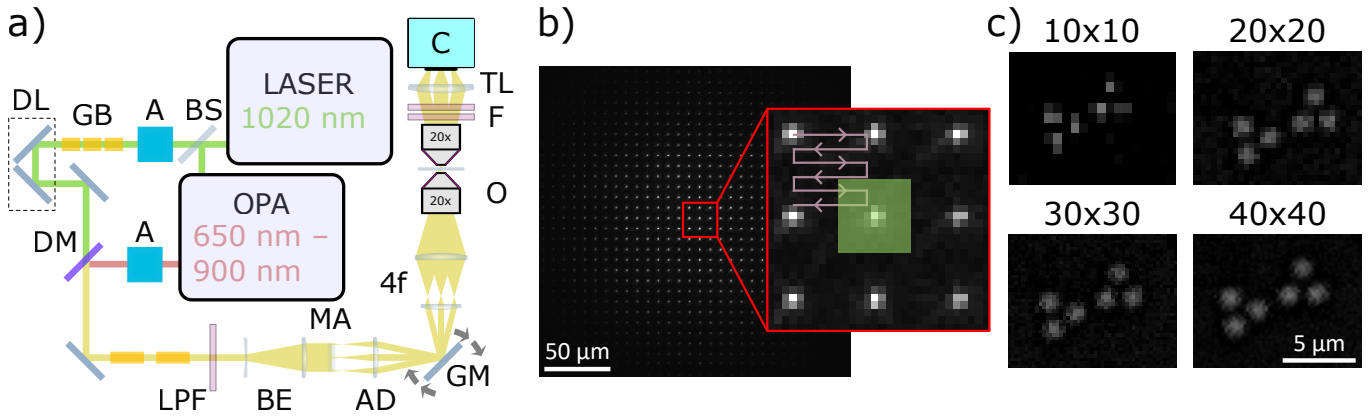 a)
LASER
1020 nm
C
TL
F
20x
O
20x
DL
GB
A
BS
OPA
650 nm –
900 nm
DM
A
4f
MA
GM
LPF
BE
AD
b)
50 µm
c)
10x10
20x20
30x30
40x40
5 µm